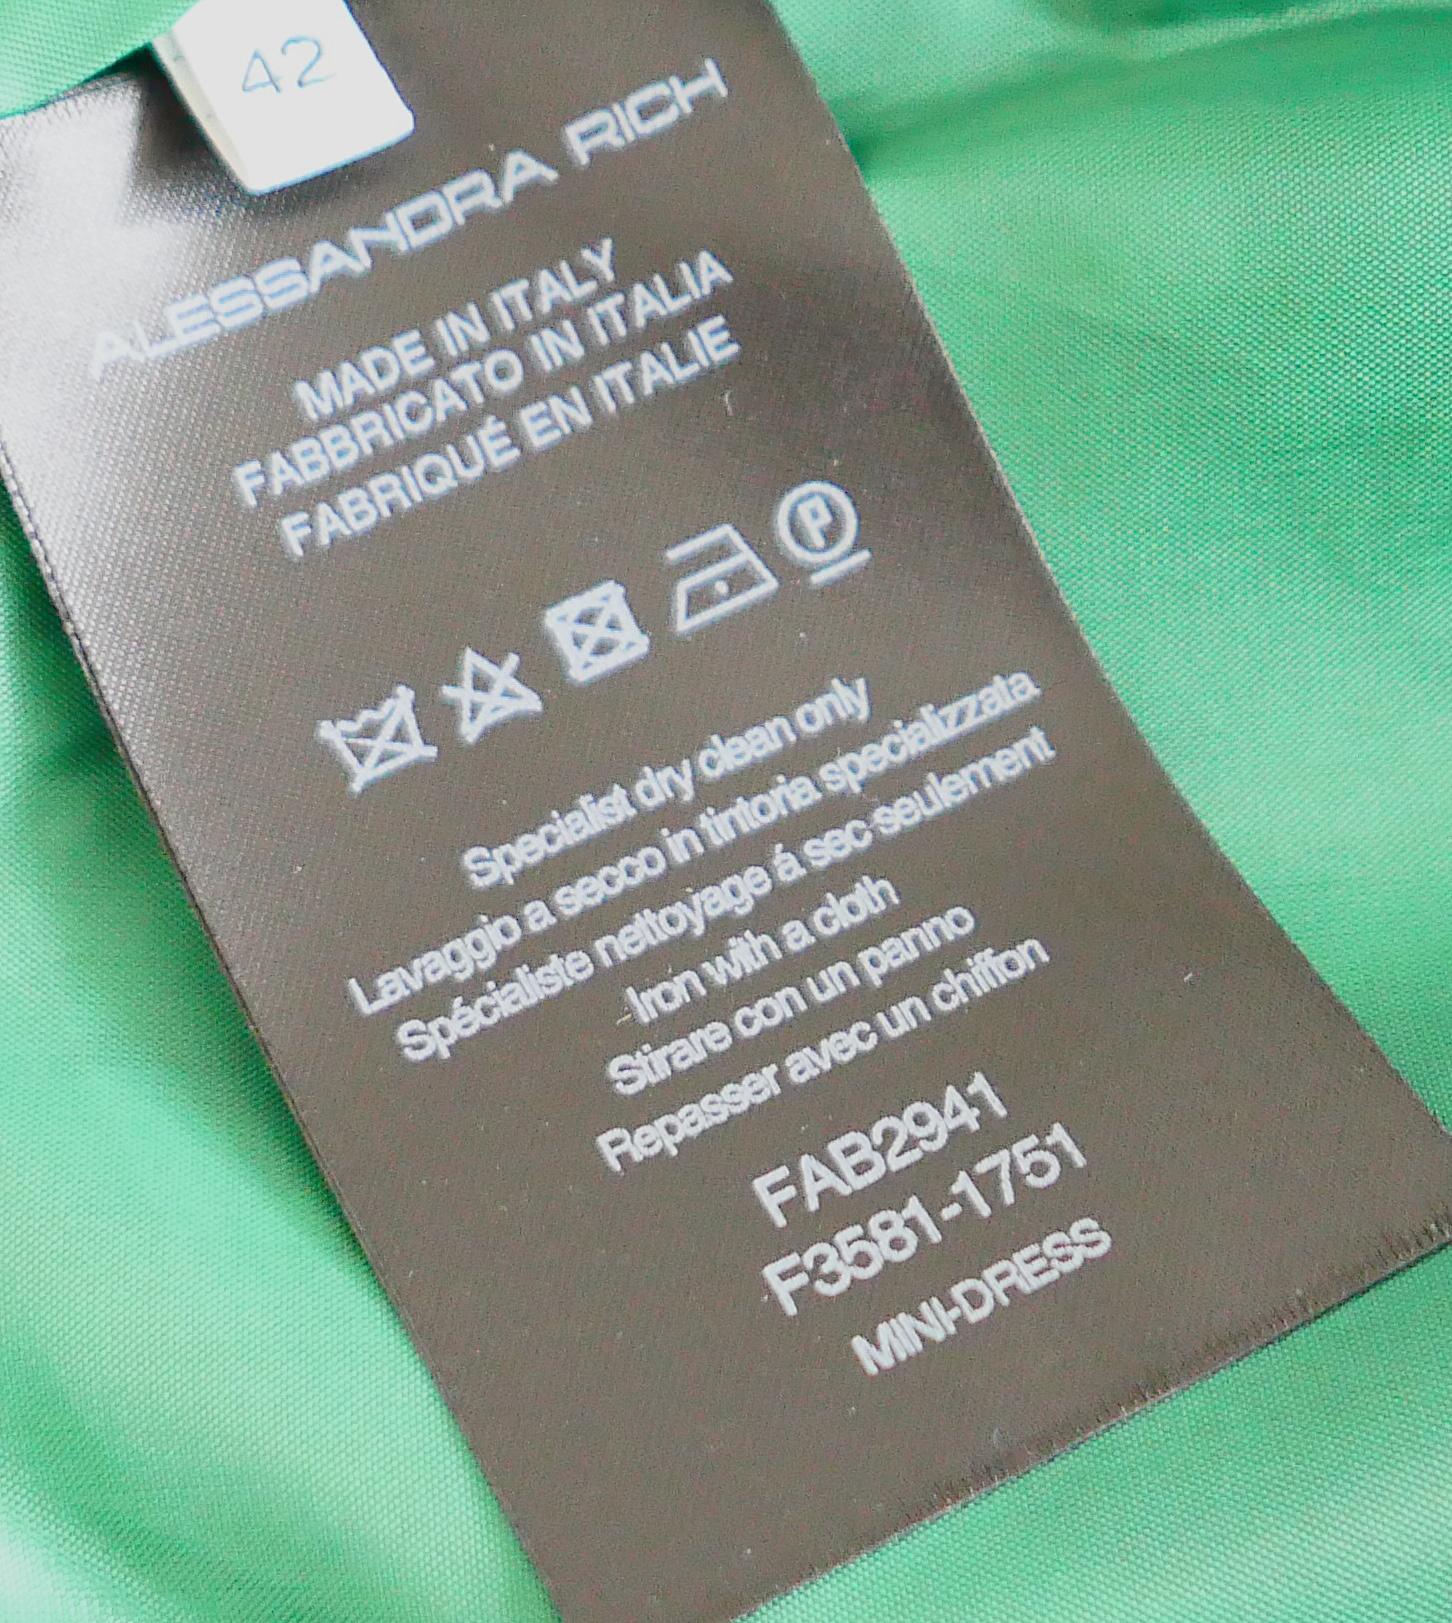 42
ALESSANDRA RICH
MADE IN ITALY
FABBRICATO IN ITALIA
FABRIQUÉ EN ITALIE
P
Specialist dry clean only
Lavaggio a secco in tintoria specializzata
Spécialiste nettoyage á sec seulement
Iron with a cloth
Stirare con un panno
Repasser avec un chiffon
FAB2941
F3581-1751
MINI-DRESS